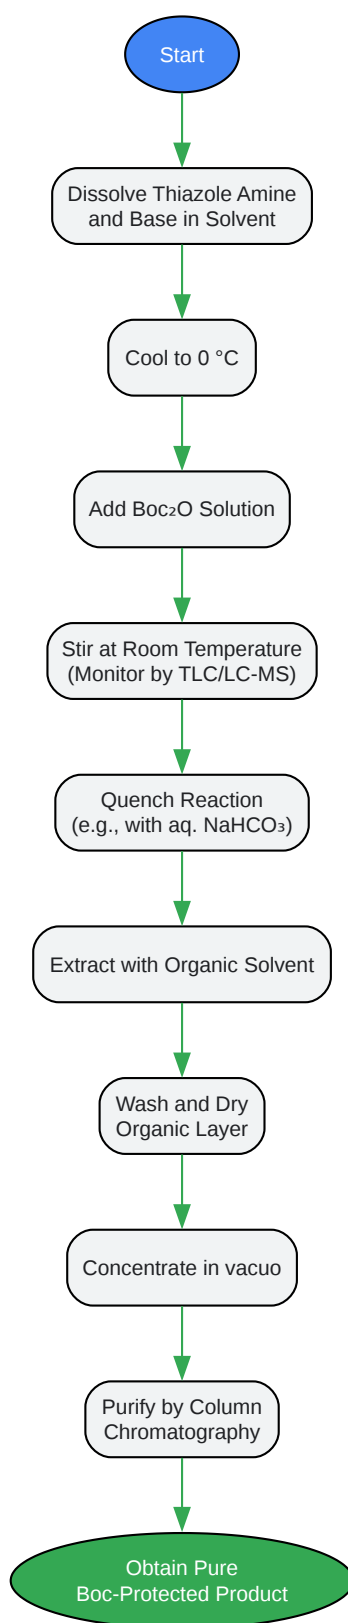 Start
Dissolve Thiazole Amine
and Base in Solvent
Cool to 0 °C
Add Boc₂O Solution
Stir at Room Temperature
(Monitor by TLC/LC-MS)
Quench Reaction
(e.g., with aq. NaHCO₃)
Extract with Organic Solvent
Wash and Dry
Organic Layer
Concentrate in vacuo
Purify by Column
Chromatography
Obtain Pure
Boc-Protected Product